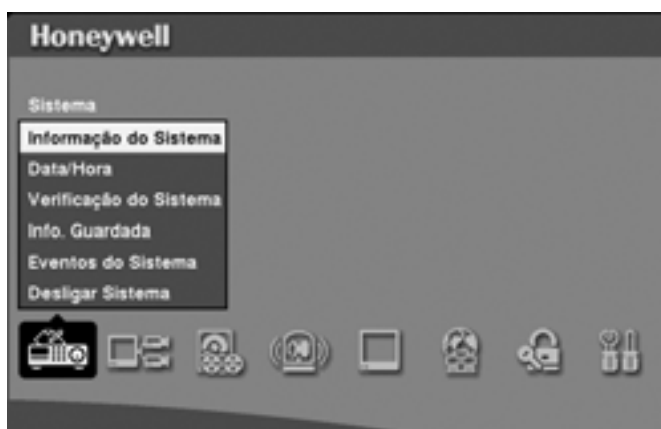 Honeywell
Sistema
Informação do Sistema
Data/Hora
Verificação do Sistema
Info. Guardada
Eventos do Sistema
Desligar Sistema